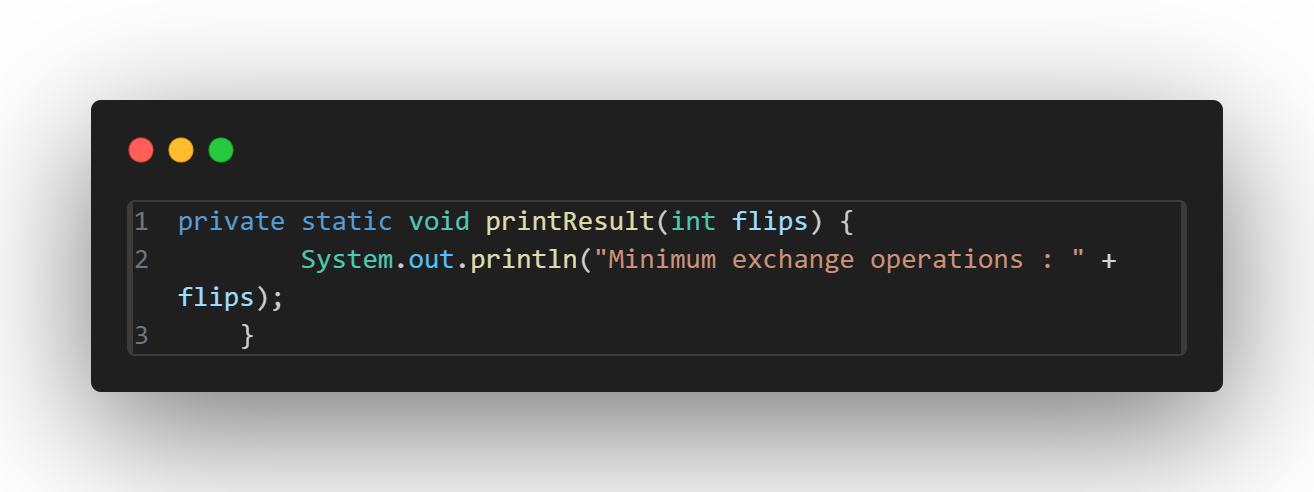 1 private static void printResult(int flips) {
2         System.out.println("Minimum exchange operations : " +
flips);
3     }